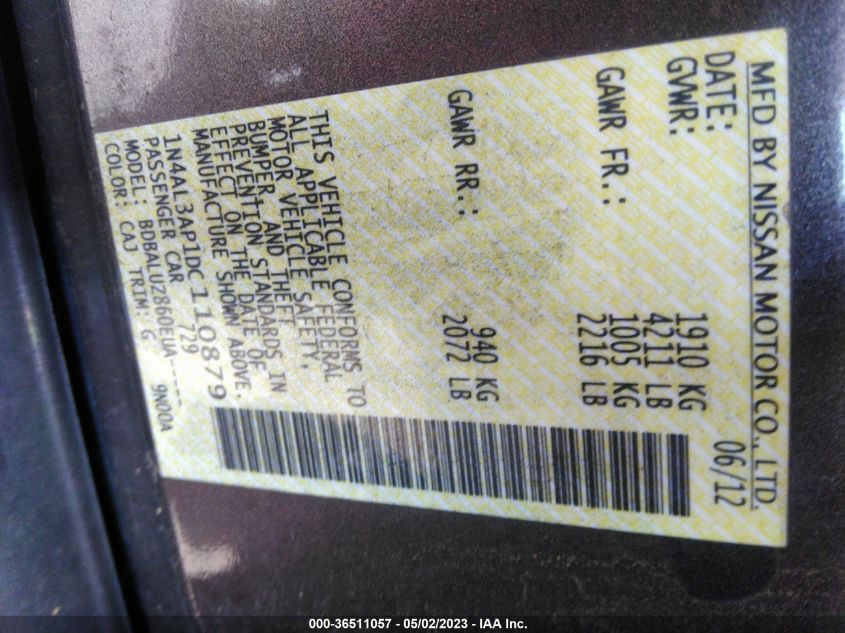 MFD BY NISSAN MOTOR CO., LTD.
DATE: 06/12
GVWR: 1910 KG
4211 LB
GAWR FR.: 1005 KG
2216 LB
GAWR RR.: 940 KG
2072 LB
THIS VEHICLE CONFORMS TO
ALL APPLICABLE FEDERAL
MOTOR VEHICLE SAFETY,
BUMPER, AND THEFT
PREVENTION STANDARDS IN
EFFECT ON THE DATE OF
MANUFACTURE SHOWN ABOVE.
1N4AL3AP1DC110879
PASSENGER CAR 729
MODEL: BDBALUZ860EUA----
COLOR: CAJ TRIM: G 9N00A
000-36511057 - 05/02/2023 - IAA Inc.